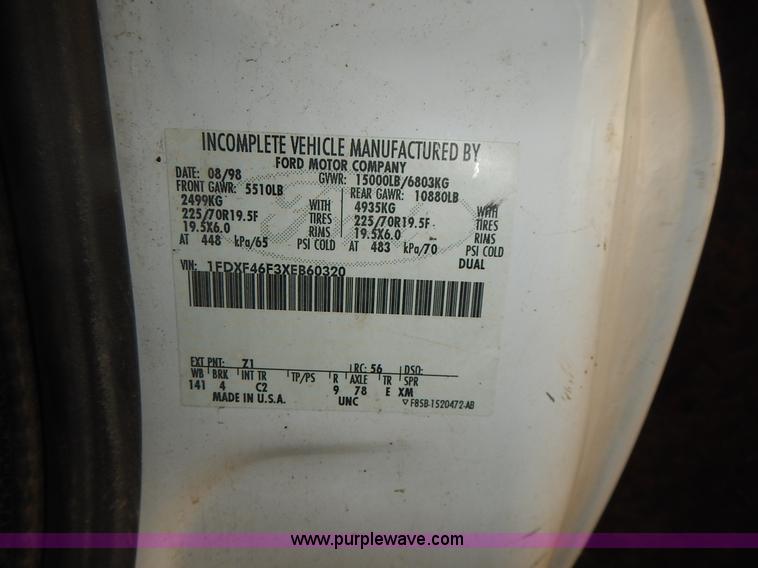 INCOMPLETE VEHICLE MANUFACTURED BY
FORD MOTOR COMPANY
DATE: 08/98 GVWR: 15000LB/6803KG
FRONT GAWR: 5510LB REAR GAWR: 10880LB
2499KG WITH 4935KG WITH
225/70R19.5F TIRES 225/70R19.5F TIRES
19.5X6.0 RIMS 19.5X6.0 RIMS
AT 448 kPa/65 PSI COLD AT 483 kPa/70 PSI COLD
DUAL
VIN: 1FDXF46F3XEB60320
EXT PNT: Z1 RC: 56 DSO:
WB BRK INT TR TP/PS R AXLE TR SPR
141 4 C2 9 78 E XM
MADE IN U.S.A. UNC F85B-1520472-AB
www.purplewave.com